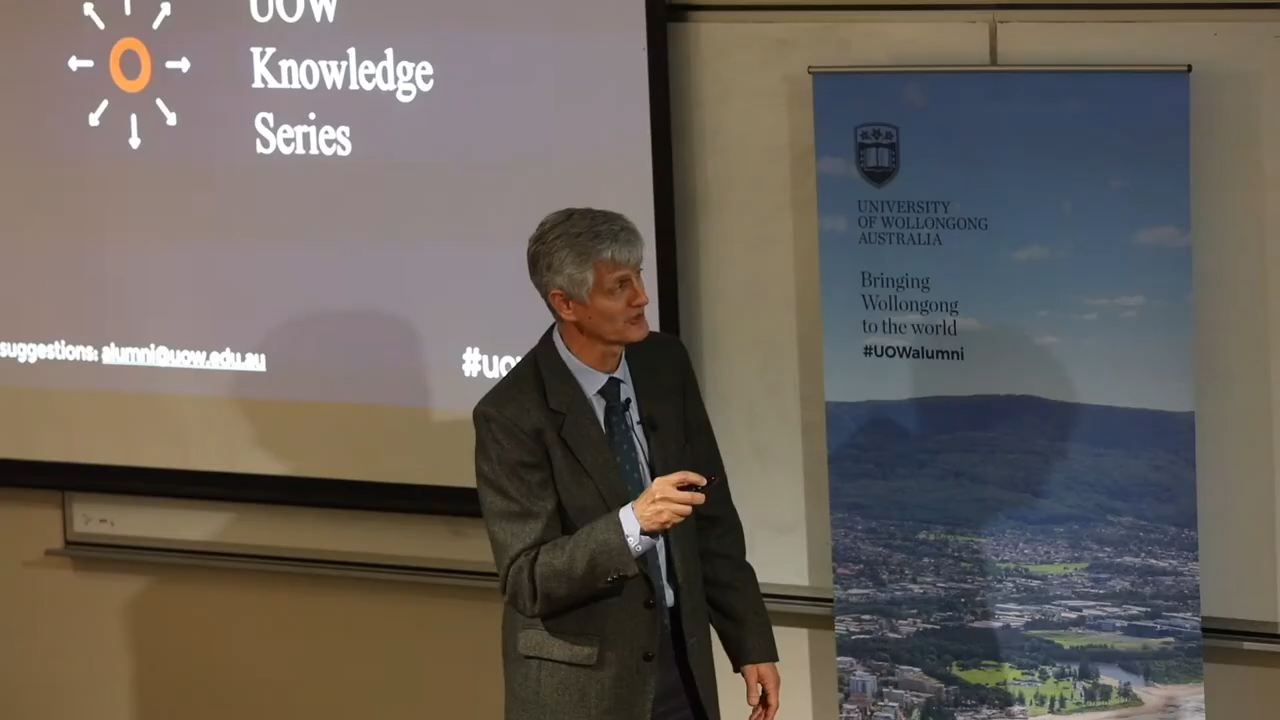 UOW
Knowledge
Series
suggestions: alumni@uow.edu.au
#uo
UNIVERSITY
OF WOLLONGONG
AUSTRALIA
Bringing
Wollongong
to the world
#UOWalumni